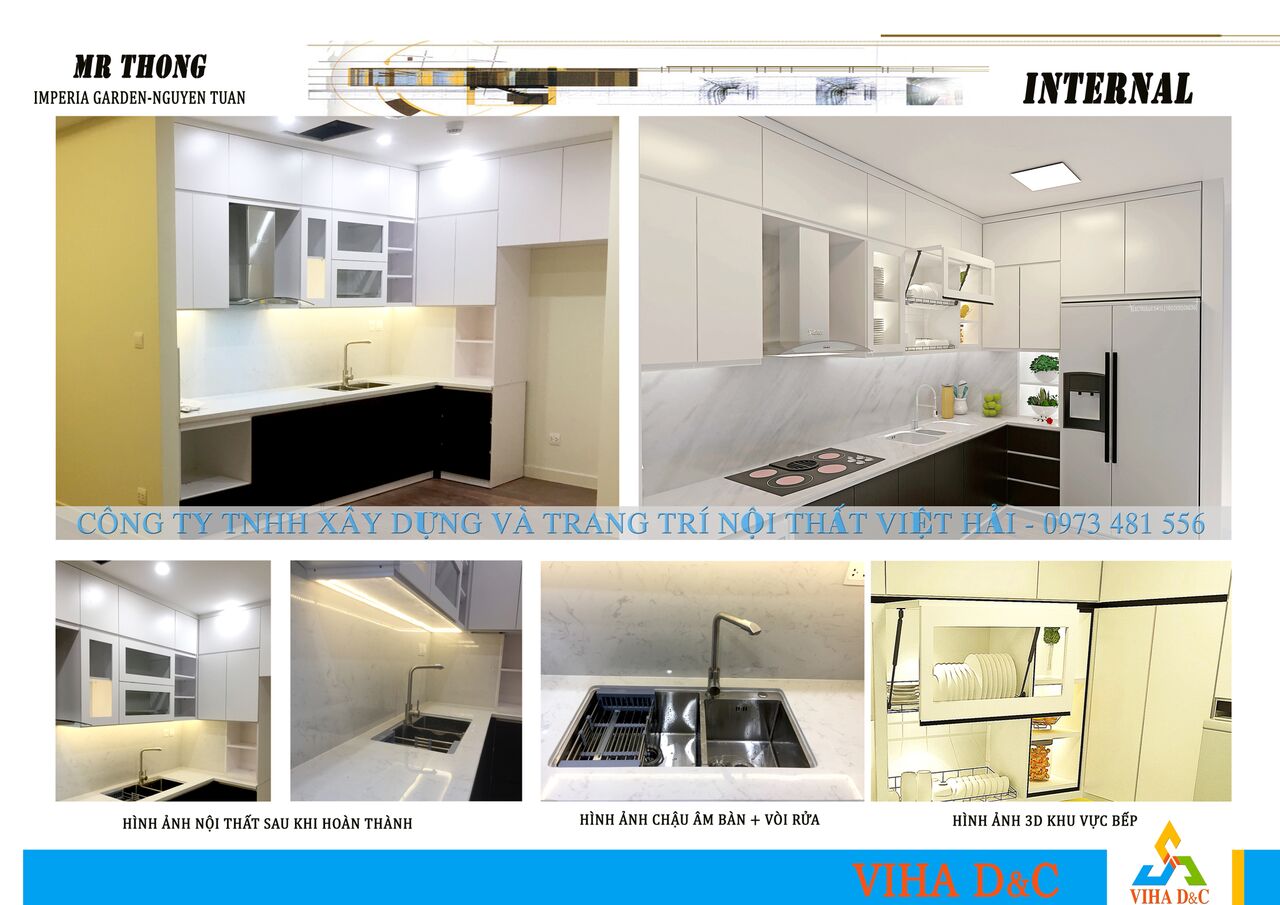 MR THONG
IMPERIA GARDEN-NGUYEN TUAN
INTERNAL
CÔNG TY TNHH XÂY DỰNG VÀ TRANG TRÍ NỘI THẤT VIỆT HẢI - 0973 481 556
HÌNH ẢNH NỘI THẤT SAU KHI HOÀN THÀNH
HÌNH ẢNH CHẬU ÂM BÀN + VÒI RỬA
HÌNH ẢNH 3D KHU VỰC BẾP
VIHA D&C
VIHA D&C